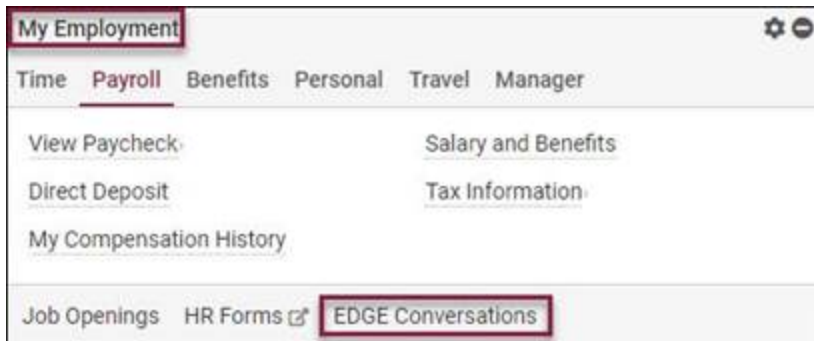 My Employment
Time Payroll Benefits Personal Travel Manager
View Paycheck Salary and Benefits
Direct Deposit Tax Information
My Compensation History
Job Openings HR Forms EDGE Conversations